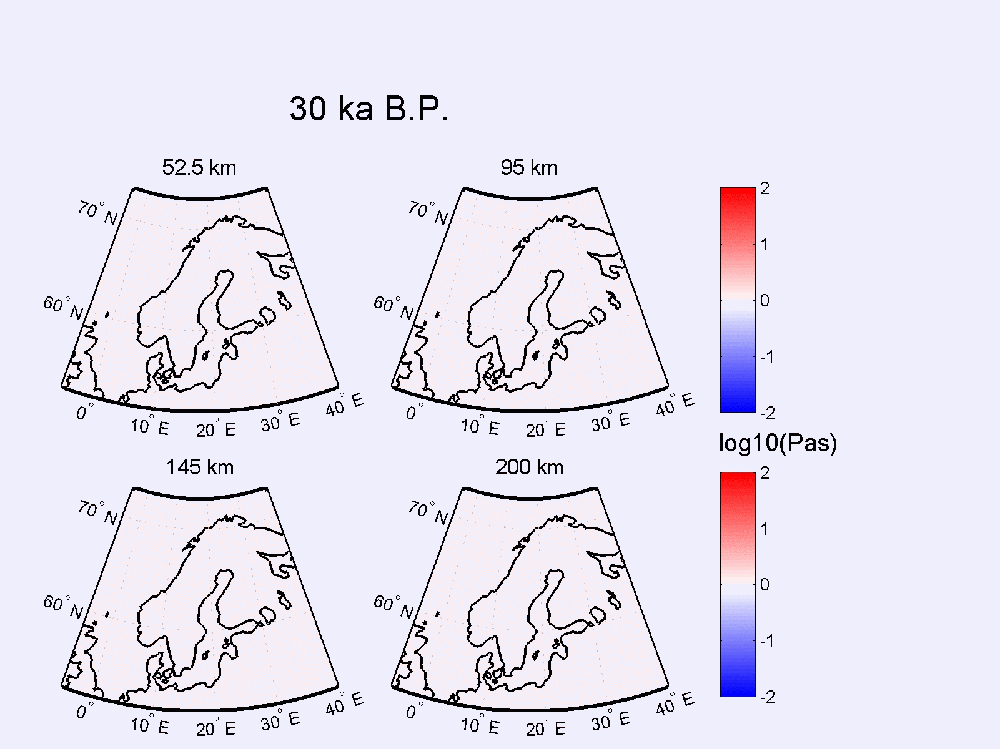 30 ka B.P.
52.5 km
95 km
70° N
60° N
0°
10° E
20° E
30° E
40° E
70° N
60° N
0°
10° E
20° E
30° E
40° E
2
1
0
-1
-2
log10(Pas)
145 km
200 km
70° N
60° N
0°
10° E
20° E
30° E
40° E
70° N
60° N
0°
10° E
20° E
30° E
40° E
2
1
0
-1
-2